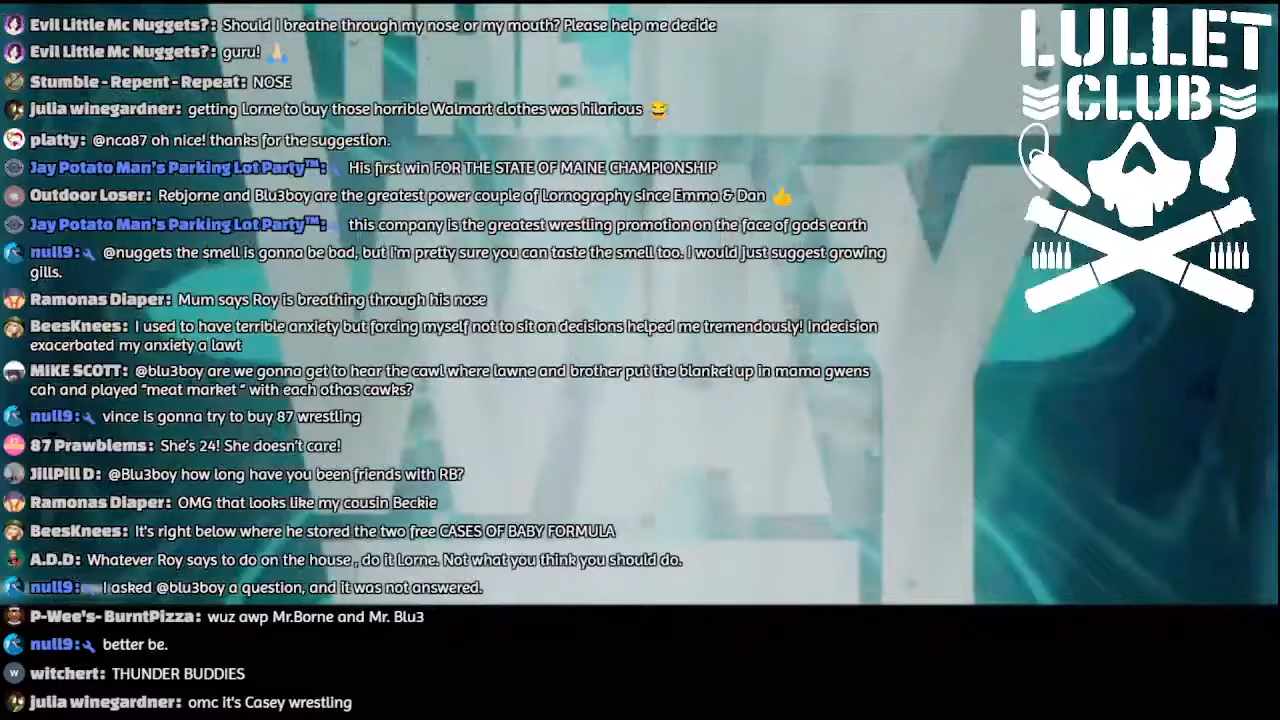 Evil Little Mc Nuggets?: Should I breathe through my nose or my mouth? Please help me decide
Evil Little Mc Nuggets?: guru! 🙏🏻
Stumble - Repent - Repeat: NOSE
julia winegardner: getting Lorne to buy those horrible Walmart clothes was hilarious 😂
platty: @nca87 oh nice! thanks for the suggestion.
Jay Potato Man's Parking Lot Party™: His first win FOR THE STATE OF MAINE CHAMPIONSHIP
Outdoor Loser: Rebjorne and Blu3boy are the greatest power couple of Lornography since Emma & Dan 👍
Jay Potato Man's Parking Lot Party™: this company is the greatest wrestling promotion on the face of gods earth
null9: @nuggets the smell is gonna be bad, but I'm pretty sure you can taste the smell too. I would just suggest growing
gills.
Ramonas Diaper: Mum says Roy is breathing through his nose
BeesKnees: I used to have terrible anxiety but forcing myself not to sit on decisions helped me tremendously! Indecision
exacerbated my anxiety a lawt
MIKE SCOTT: @blu3boy are we gonna get to hear the cawl where lawne and brother put the blanket up in mama gwens
cah and played "meat market " with each othas cawks?
null9: vince is gonna try to buy 87 wrestling
87 Prawblems: She's 24! She doesn't care!
JillPill D: @Blu3boy how long have you been friends with RB?
Ramonas Diaper: OMG that looks like my cousin Beckie
BeesKnees: It's right below where he stored the two free CASES OF BABY FORMULA
A.D.D: Whatever Roy says to do on the house , do it Lorne. Not what you think you should do.
null9: I asked @blu3boy a question, and it was not answered.
P-Wee's- BurntPizza: wuz awp Mr.Borne and Mr. Blu3
null9: better be.
witchert: THUNDER BUDDIES
julia winegardner: omc it's Casey wrestling
LULLET
CLUB
THE
WAY
W